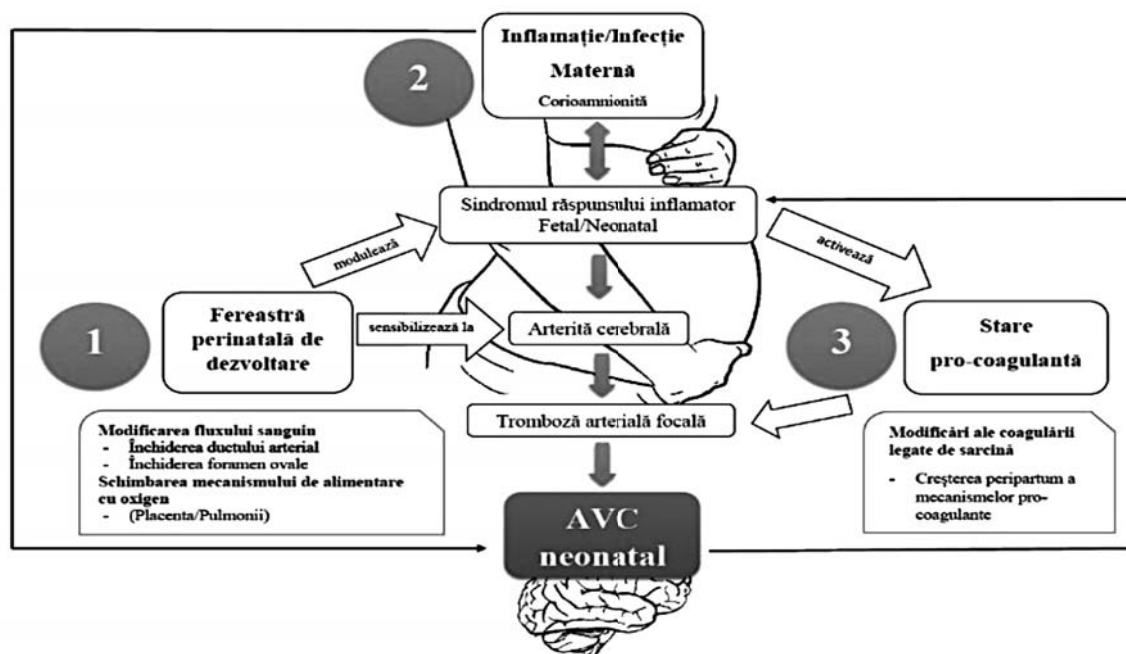 Inflamație/Infecție
Maternă
Corioamnionită
2
Sindromul răspunsului inflamator
Fetal/Neonatal
modulează
activează
1
Fereastră
perinatală de
dezvoltare
sensibilizează la
Arterită cerebrală
3
Stare
pro-coagulantă
Tromboză arterială focală
Modificarea fluxului sanguin
- Închiderea ductului arterial
- Închiderea foramen ovale
Schimbarea mecanismului de alimentare
cu oxigen
- (Placenta/Pulmonii)
Modificări ale coagulării
legate de sarcină
- Creșterea peripartum a
mecanismelor pro-
coagulante
AVC
neonatal